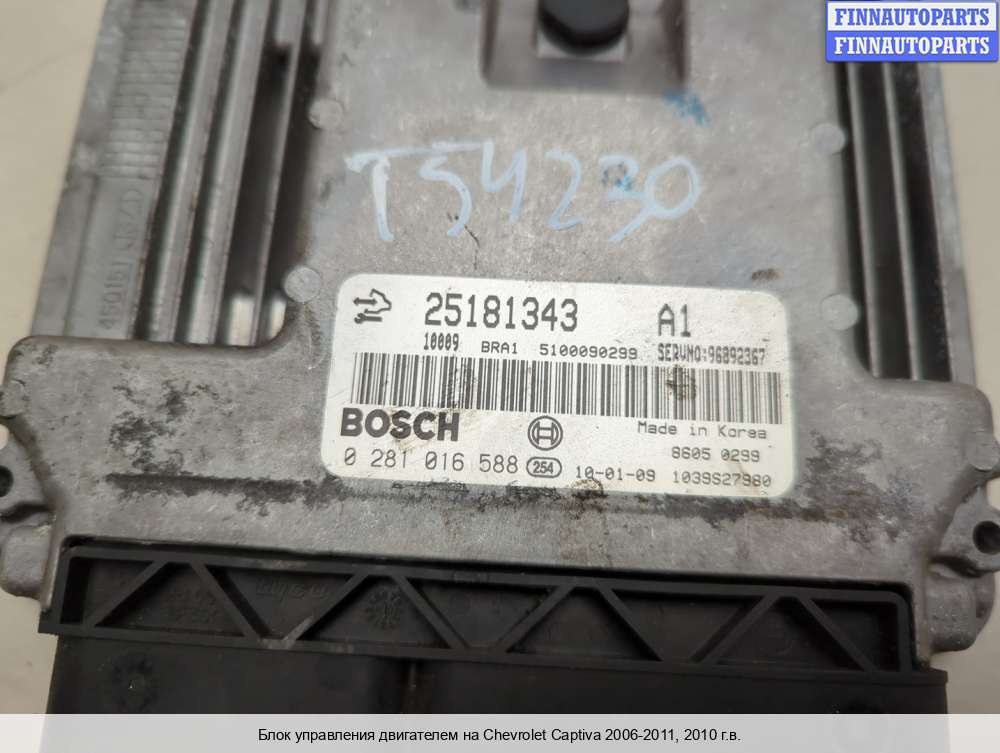 FINNAUTOPARTS
FINNAUTOPARTS
T54230
25181343 A1
10009 BRA1 5100090299 SERVNO:96892367
BOSCH
Made in Korea
8605 0299
0 281 016 588 254 10-01-09 1039S27980
Блок управления двигателем на Chevrolet Captiva 2006-2011, 2010 г.в.